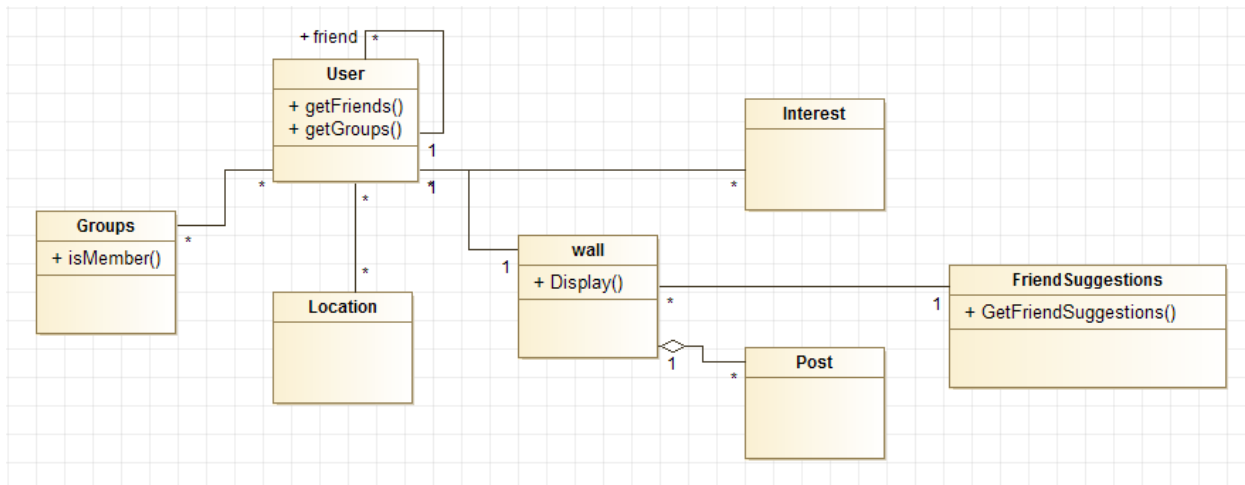 + friend
*
User
+ getFriends()
+ getGroups()
1
*
*
1
*
*
Interest
Groups
+ isMember()
*
*
Location
wall
+ Display()
1
*
1
FriendSuggestions
+ GetFriendSuggestions()
1
*
Post